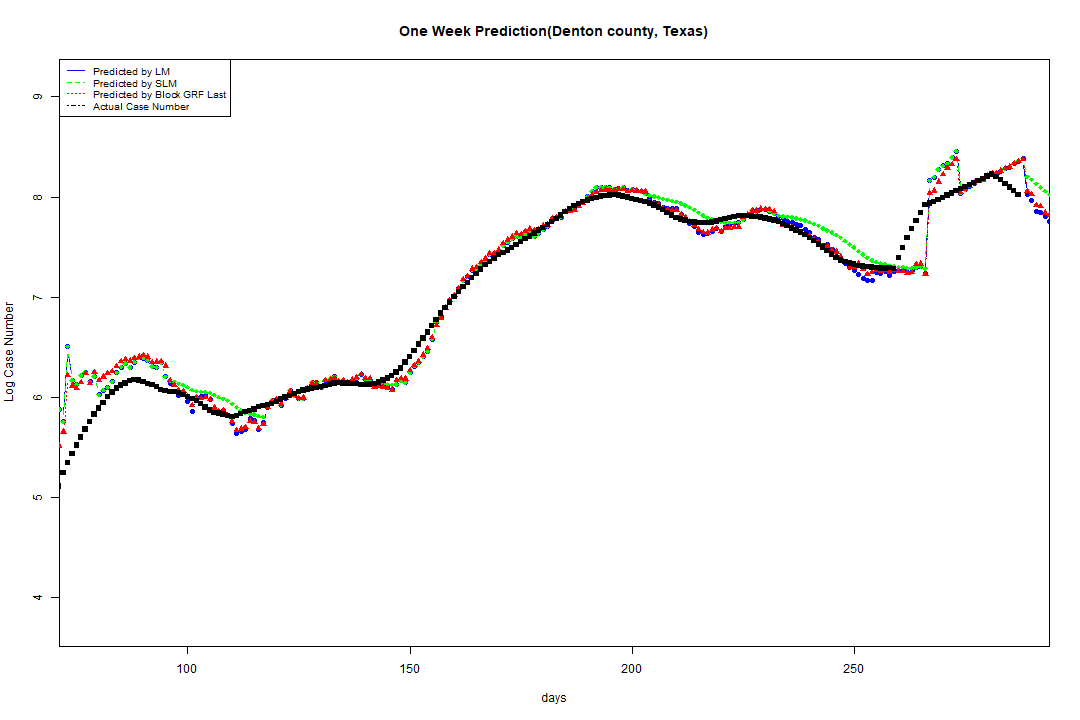 One Week Prediction(Denton county, Texas)
Predicted by LM
Predicted by SLM
Predicted by Block GRF Last
Actual Case Number
9
8
7
6
5
4
Log Case Number
100
150
200
250
days